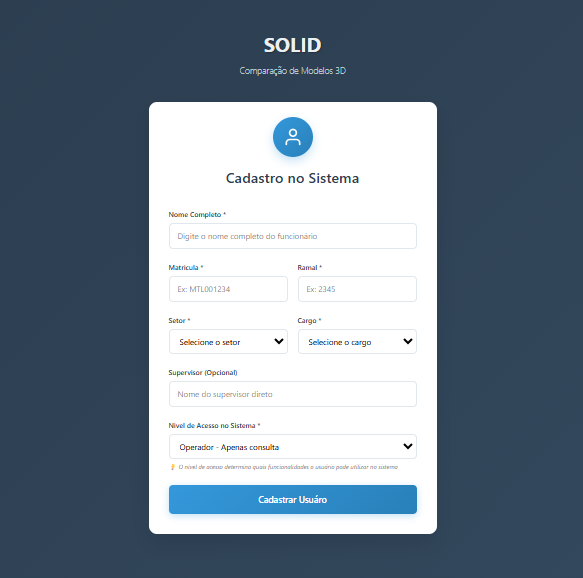 SOLID
Comparação de Modelos 3D
Cadastro no Sistema
Nome Completo *
Digite o nome completo do funcionário
Matrícula * Ramal *
Ex: MTL001234 Ex: 2345
Setor * Cargo *
Selecione o setor Selecione o cargo
Supervisor (Opcional)
Nome do supervisor direto
Nível de Acesso no Sistema *
Operador - Apenas consulta
💡 O nível de acesso determina quais funcionalidades o usuário pode utilizar no sistema
Cadastrar Usuáro